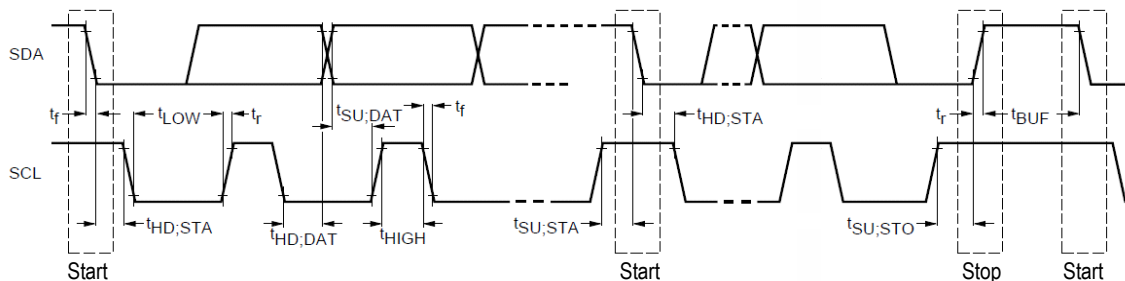 SDA
t_f t_LOW t_r t_SU;DAT t_f t_HD;STA t_r t_BUF
SCL
t_HD;STA t_HD;DAT t_HIGH t_SU;STA t_SU;STO
Start Start Stop Start